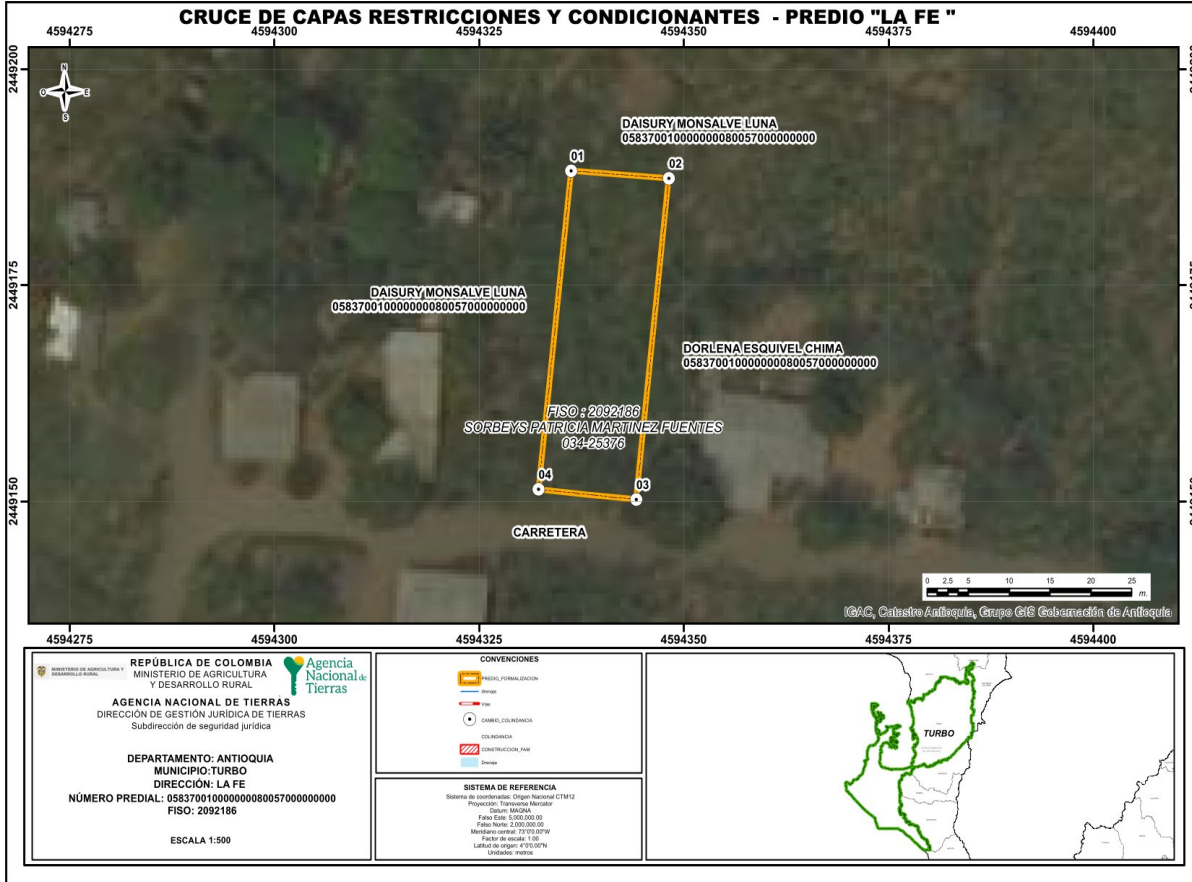 CRUCE DE CAPAS RESTRICCIONES Y CONDICIONANTES - PREDIO "LA FE "
4594275 4594300 4594325 4594350 4594375 4594400
2449200
2449175
2449150
N
O E
S
DAISURY MONSALVE LUNA
058370010000000080057000000000
01
02
DAISURY MONSALVE LUNA
058370010000000080057000000000
DORLENA ESQUIVEL CHIMA
058370010000000080057000000000
FISO : 2092186
SORBEYS PATRICIA MARTINEZ FUENTES
034-25376
04
03
CARRETERA
0 2.5 5 10 15 20 25
m.
IGAC, Catastro Antioquia, Grupo GIS Gobernación de Antioquia
4594275 4594300 4594325 4594350 4594375 4594400
MINISTERIO DE AGRICULTURA Y
DESARROLLO RURAL
REPÚBLICA DE COLOMBIA
MINISTERIO DE AGRICULTURA
Y DESARROLLO RURAL
Agencia
Nacional de
Tierras
AGENCIA NACIONAL DE TIERRAS
DIRECCIÓN DE GESTIÓN JURÍDICA DE TIERRAS
Subdirección de seguridad jurídica
DEPARTAMENTO: ANTIOQUIA
MUNICIPIO:TURBO
DIRECCIÓN: LA FE
NÚMERO PREDIAL: 058370010000000080057000000000
FISO: 2092186
ESCALA 1:500
CONVENCIONES
PREDIO_FORMALIZACION
Drenaje
Vias
CAMBIO_COLINDANCIA
COLINDANCIA
CONSTRUCCION_FAM
Drenaje
SISTEMA DE REFERENCIA
Sistema de coordenadas: Origen Nacional CTM12
Proyección: Transverse Mercator
Datum: MAGNA
Falso Este: 5,000,000.00
Falso Norte: 2,000,000.00
Meridiano central: 73°0'0.00"W
Factor de escala: 1.00
Latitud de origen: 4°0'0.00"N
Unidades: metros
TURBO